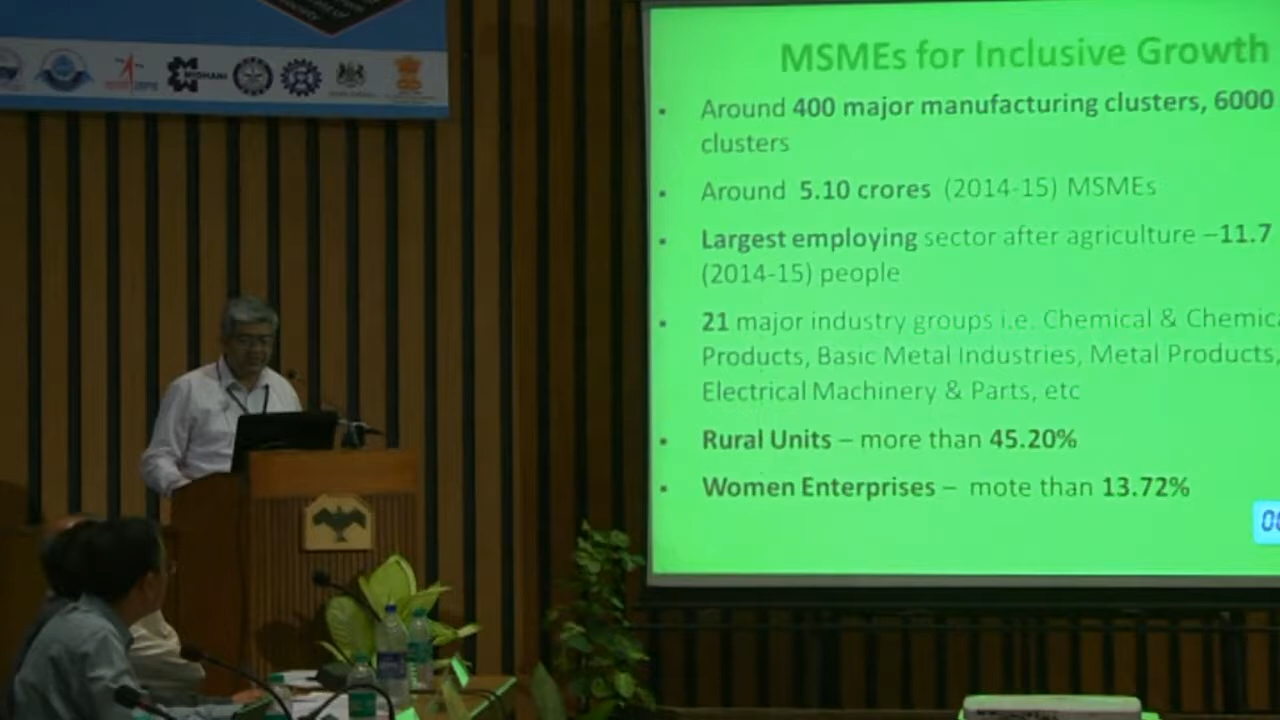 MIDHANI
MSMEs for Inclusive Growth
Around 400 major manufacturing clusters, 6000
clusters
Around 5.10 crores (2014-15) MSMEs
Largest employing sector after agriculture –11.7
(2014-15) people
21 major industry groups i.e. Chemical & Chemica
Products, Basic Metal Industries, Metal Products,
Electrical Machinery & Parts, etc
Rural Units – more than 45.20%
Women Enterprises – mote than 13.72%